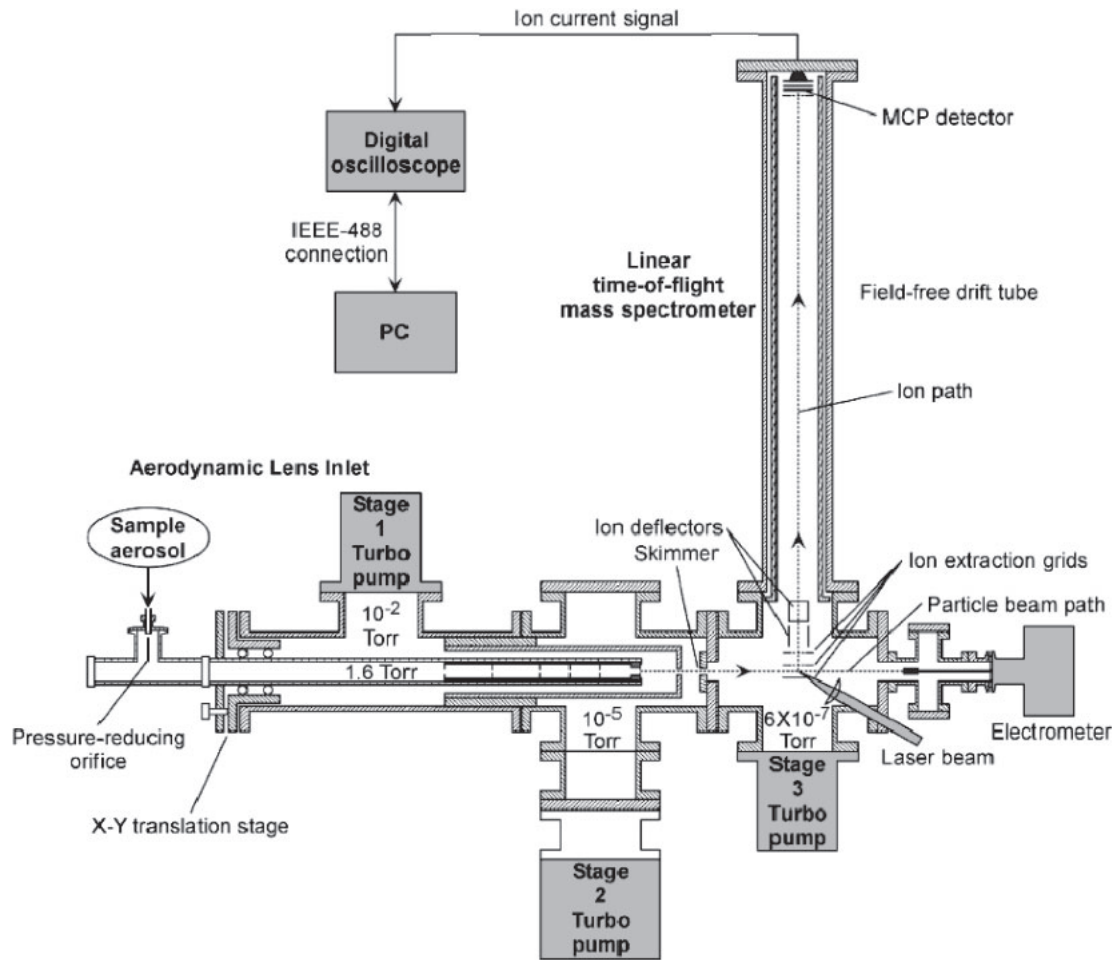 Ion current signal
MCP detector
Digital
oscilloscope
IEEE-488
connection
PC
Linear
time-of-flight
mass spectrometer
Field-free drift tube
Ion path
Aerodynamic Lens Inlet
Sample
aerosol
Stage
1
Turbo
pump
Ion deflectors
Skimmer
Ion extraction grids
Particle beam path
10-2
Torr
1.6 Torr
10-5
Torr
6X10-7
Torr
Electrometer
Laser beam
Pressure-reducing
orifice
X-Y translation stage
Stage
3
Turbo
pump
Stage
2
Turbo
pump